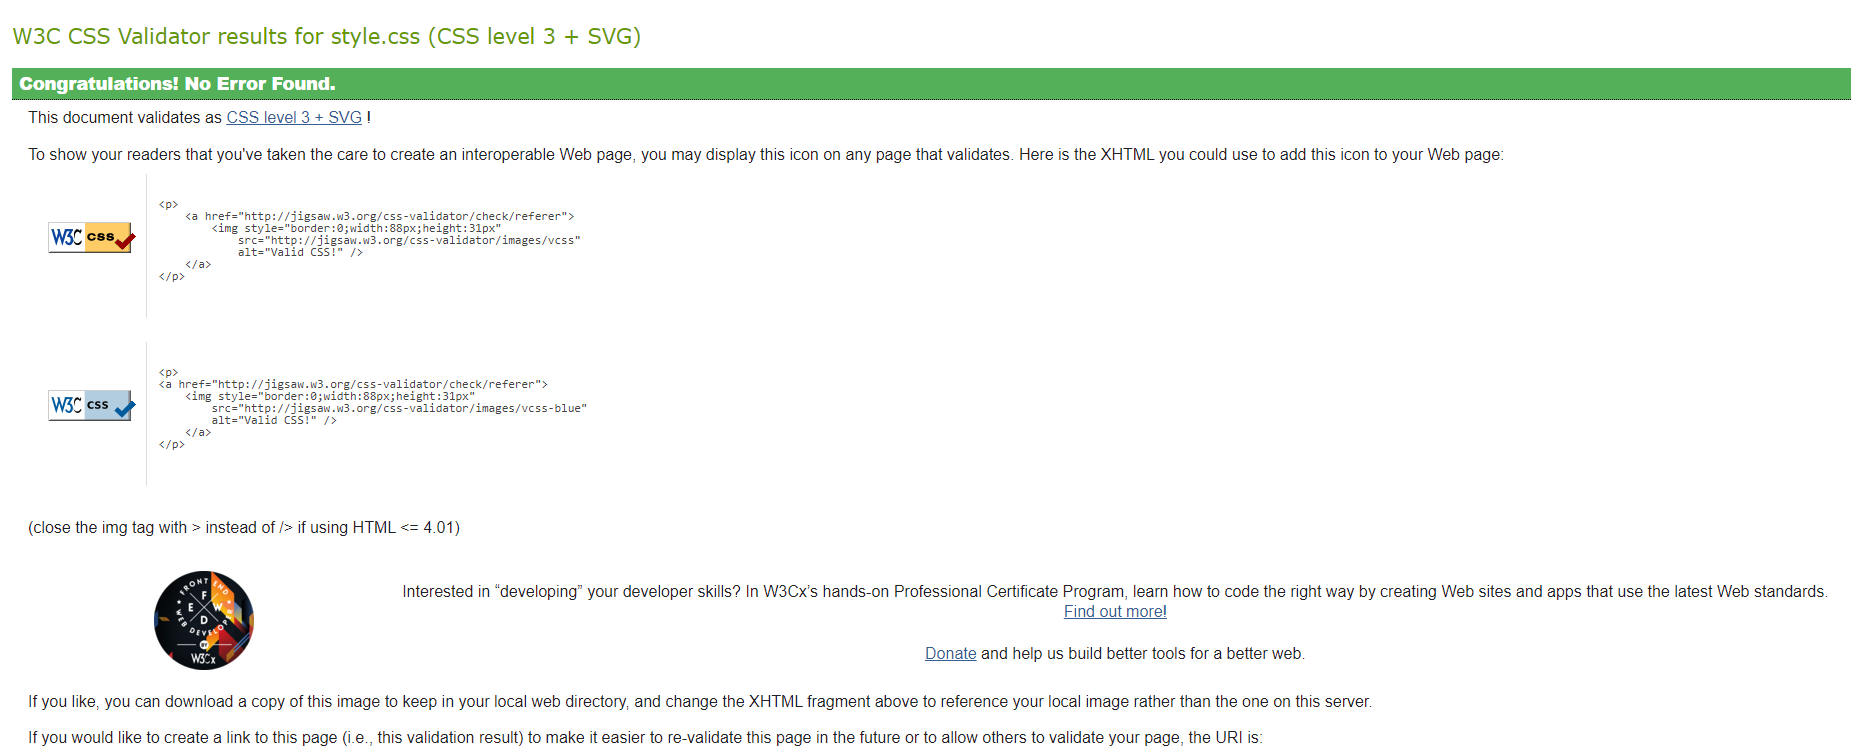 W3C CSS Validator results for style.css (CSS level 3 + SVG)
Congratulations! No Error Found.
This document validates as CSS level 3 + SVG !
To show your readers that you've taken the care to create an interoperable Web page, you may display this icon on any page that validates. Here is the XHTML you could use to add this icon to your Web page:
W3C css
<p>
    <a href="http://jigsaw.w3.org/css-validator/check/referer">
        <img style="border:0;width:88px;height:31px"
            src="http://jigsaw.w3.org/css-validator/images/vcss"
            alt="Valid CSS!" />
    </a>
</p>
W3C css
<p>
<a href="http://jigsaw.w3.org/css-validator/check/referer">
    <img style="border:0;width:88px;height:31px"
        src="http://jigsaw.w3.org/css-validator/images/vcss-blue"
        alt="Valid CSS!" />
    </a>
</p>
(close the img tag with > instead of /> if using HTML <= 4.01)
FRONT END
F
E W
D
WEB DEVELOPER
BY
W3Cx
Interested in “developing” your developer skills? In W3Cx’s hands-on Professional Certificate Program, learn how to code the right way by creating Web sites and apps that use the latest Web standards.
Find out more!
Donate and help us build better tools for a better web.
If you like, you can download a copy of this image to keep in your local web directory, and change the XHTML fragment above to reference your local image rather than the one on this server.
If you would like to create a link to this page (i.e., this validation result) to make it easier to re-validate this page in the future or to allow others to validate your page, the URI is: